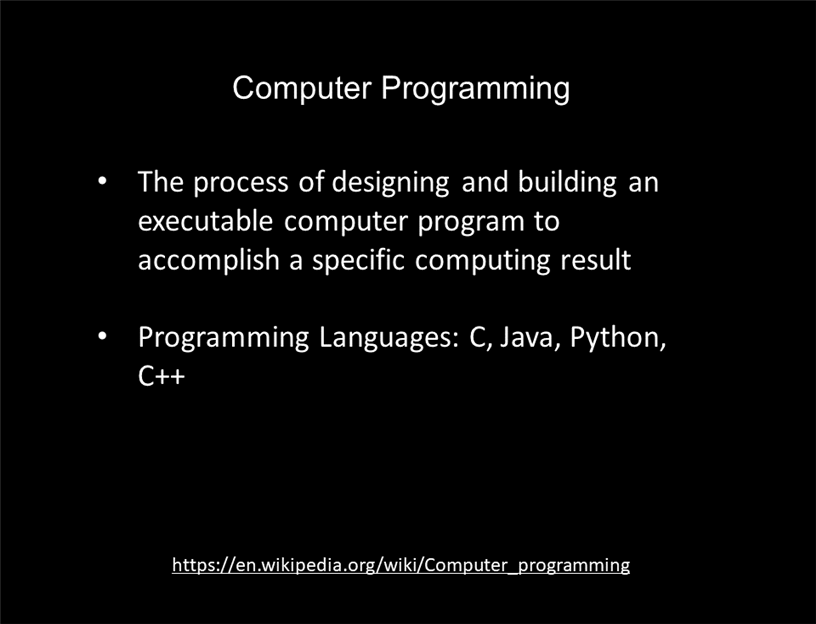 Computer Programming
• The process of designing and building an
executable computer program to
accomplish a specific computing result
• Programming Languages: C, Java, Python,
C++
https://en.wikipedia.org/wiki/Computer_programming